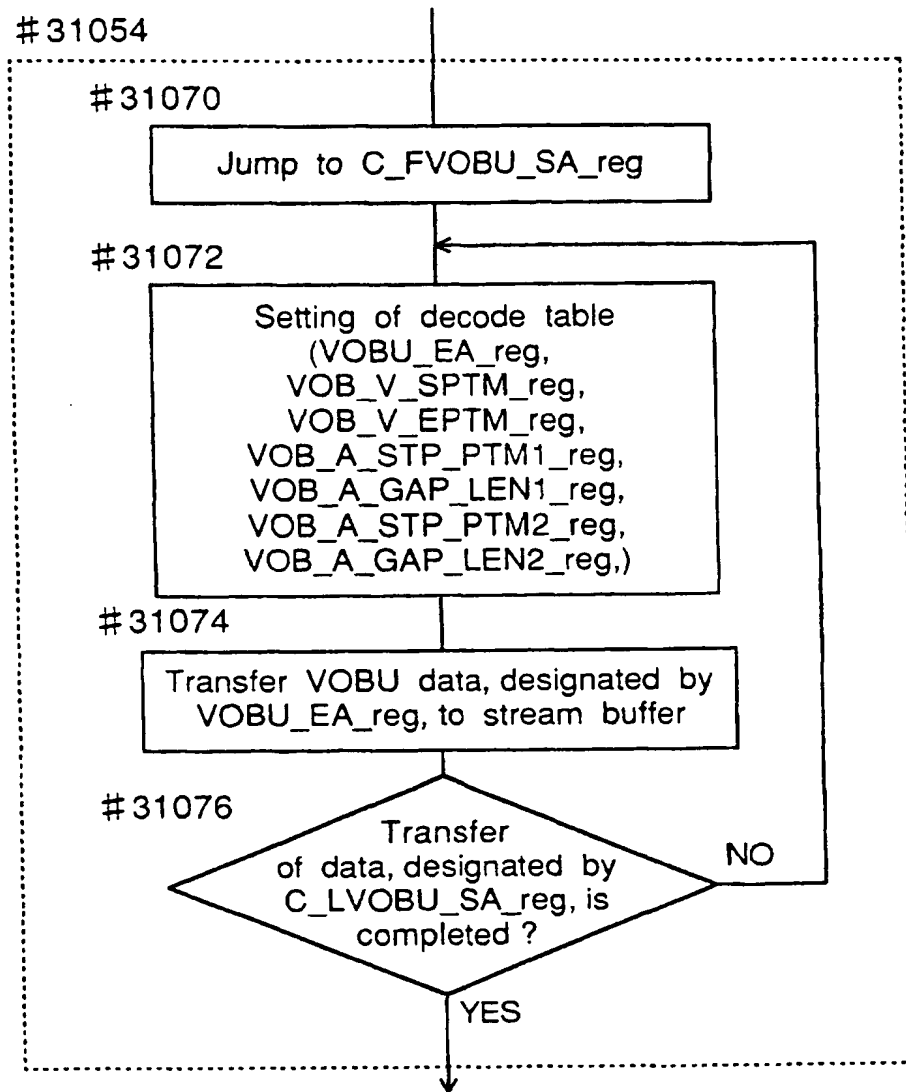 #31054
#31070
Jump to C_FVOBU_SA_reg
#31072
Setting of decode table
(VOBU_EA_reg,
VOB_V_SPTM_reg,
VOB_V_EPTM_reg,
VOB_A_STP_PTM1_reg,
VOB_A_GAP_LEN1_reg,
VOB_A_STP_PTM2_reg,
VOB_A_GAP_LEN2_reg,)
#31074
Transfer VOBU data, designated by
VOBU_EA_reg, to stream buffer
#31076
Transfer
of data, designated by
C_LVOBU_SA_reg, is
completed ?
NO
YES